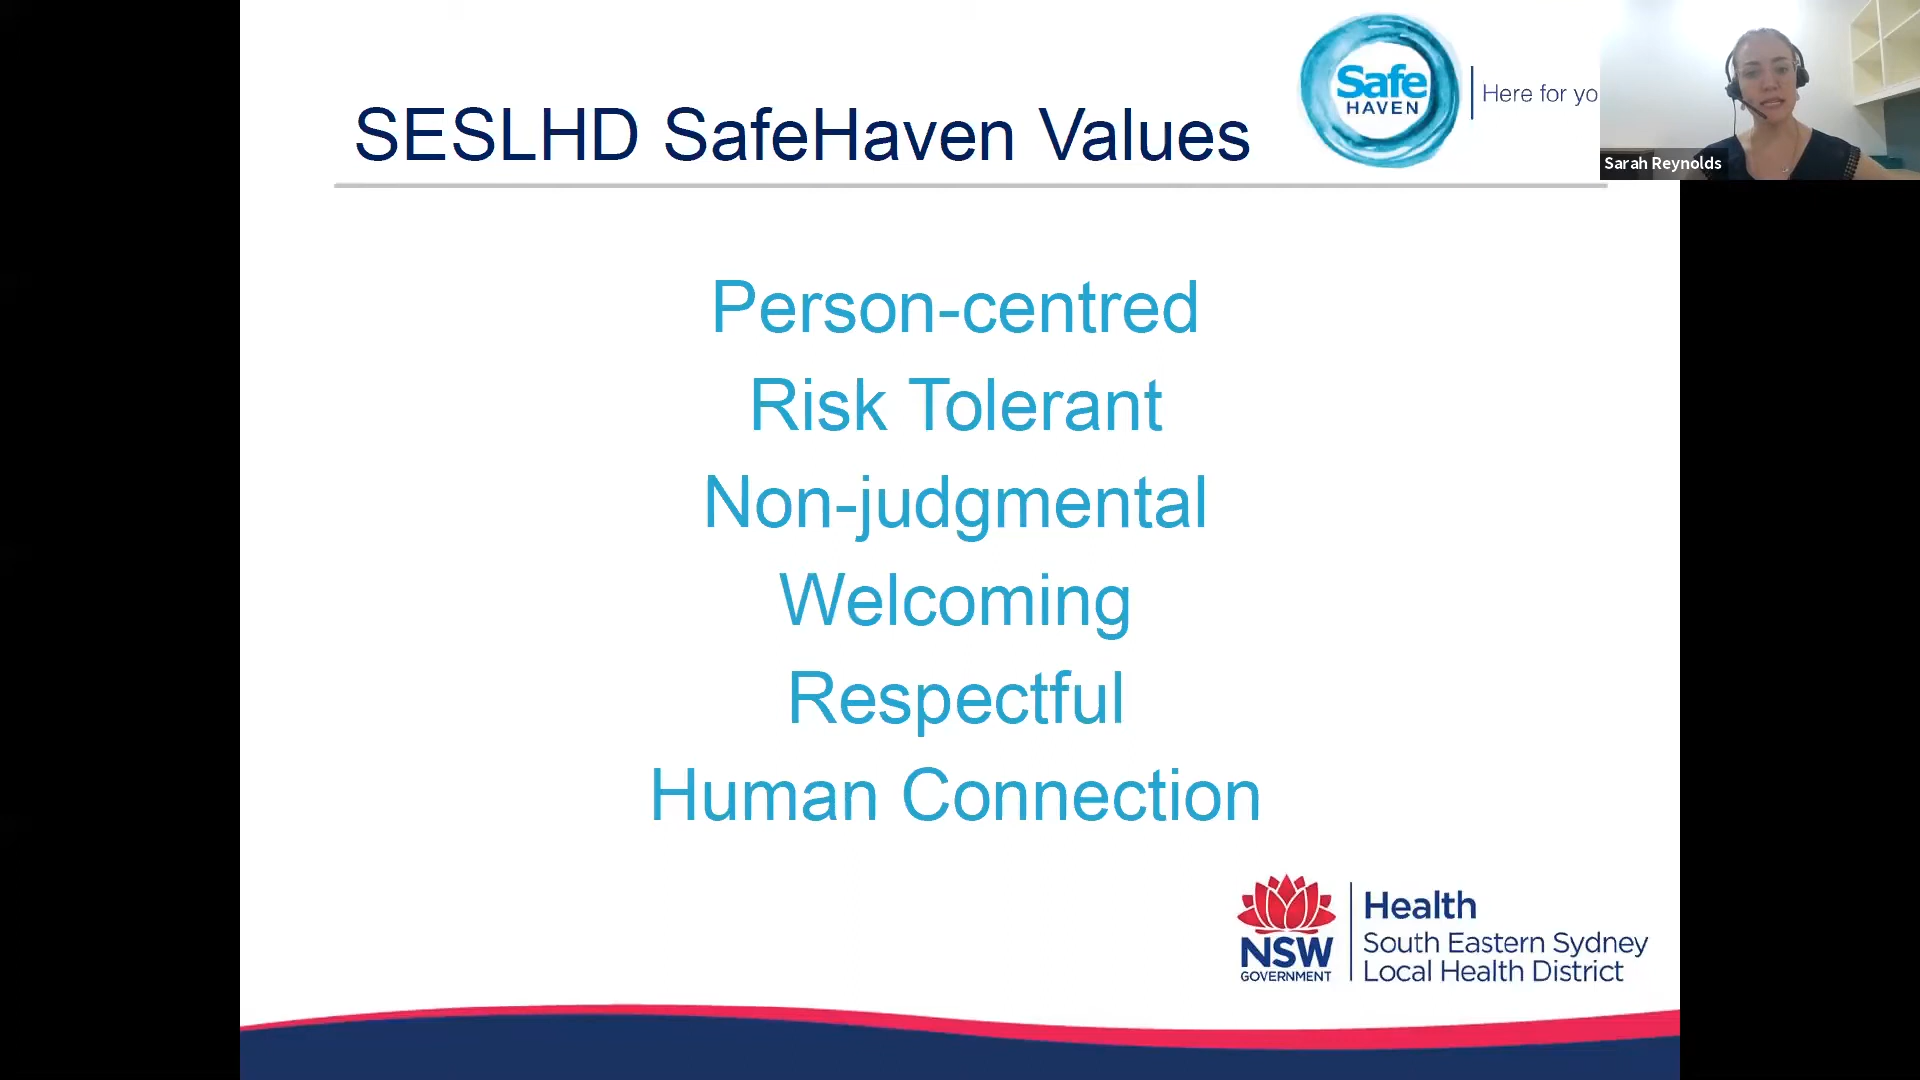 SESLHD SafeHaven Values
Safe
HAVEN
Here for yo
Sarah Reynolds
Person-centred
Risk Tolerant
Non-judgmental
Welcoming
Respectful
Human Connection
NSW
GOVERNMENT
Health
South Eastern Sydney
Local Health District